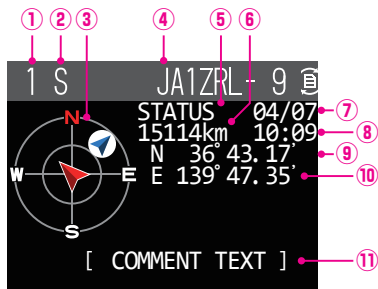 ① ② ③ ④ ⑤ ⑥
1 S JA1ZRL- 9
STATUS 04/07 ⑦
15114km 10:09 ⑧
N 36°43.17' ⑨
E 139°47.35' ⑩
N
W E
S
[ COMMENT TEXT ] ⑪